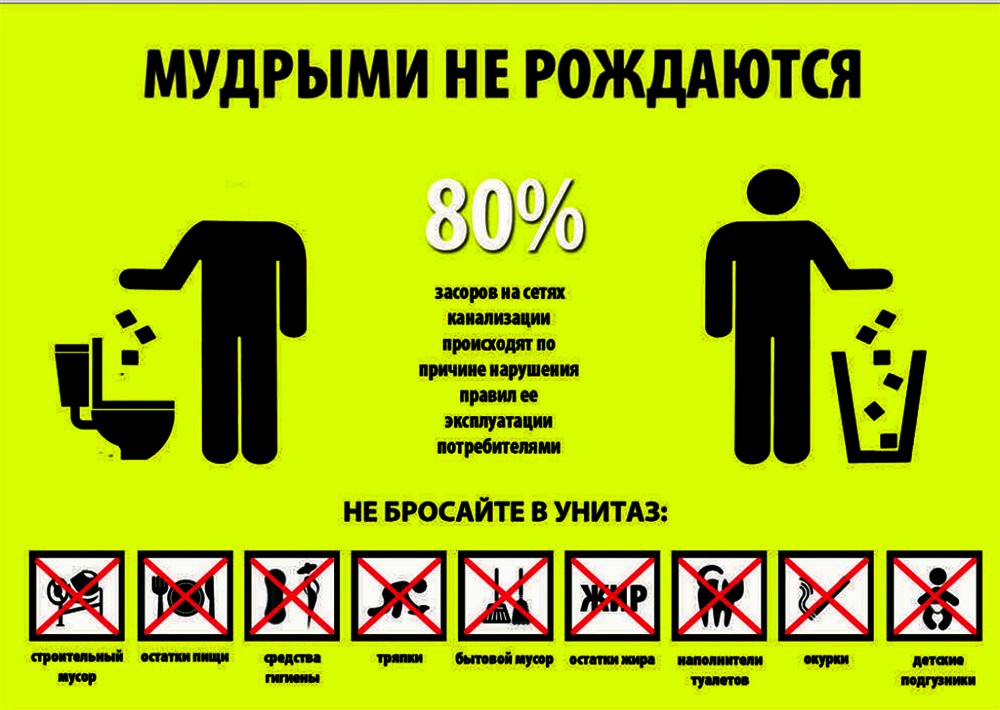 МУДРЫМИ НЕ РОЖДАЮТСЯ
80%
засоров на сетях
канализации
происходят по
причине нарушения
правил ее
эксплуатации
потребителями
НЕ БРОСАЙТЕ В УНИТАЗ:
ЖИР
строительный
мусор
остатки пищи
средства
гигиены
тряпки
бытовой мусор
остатки жира
наполнители
туалетов
окурки
детские
подгузники